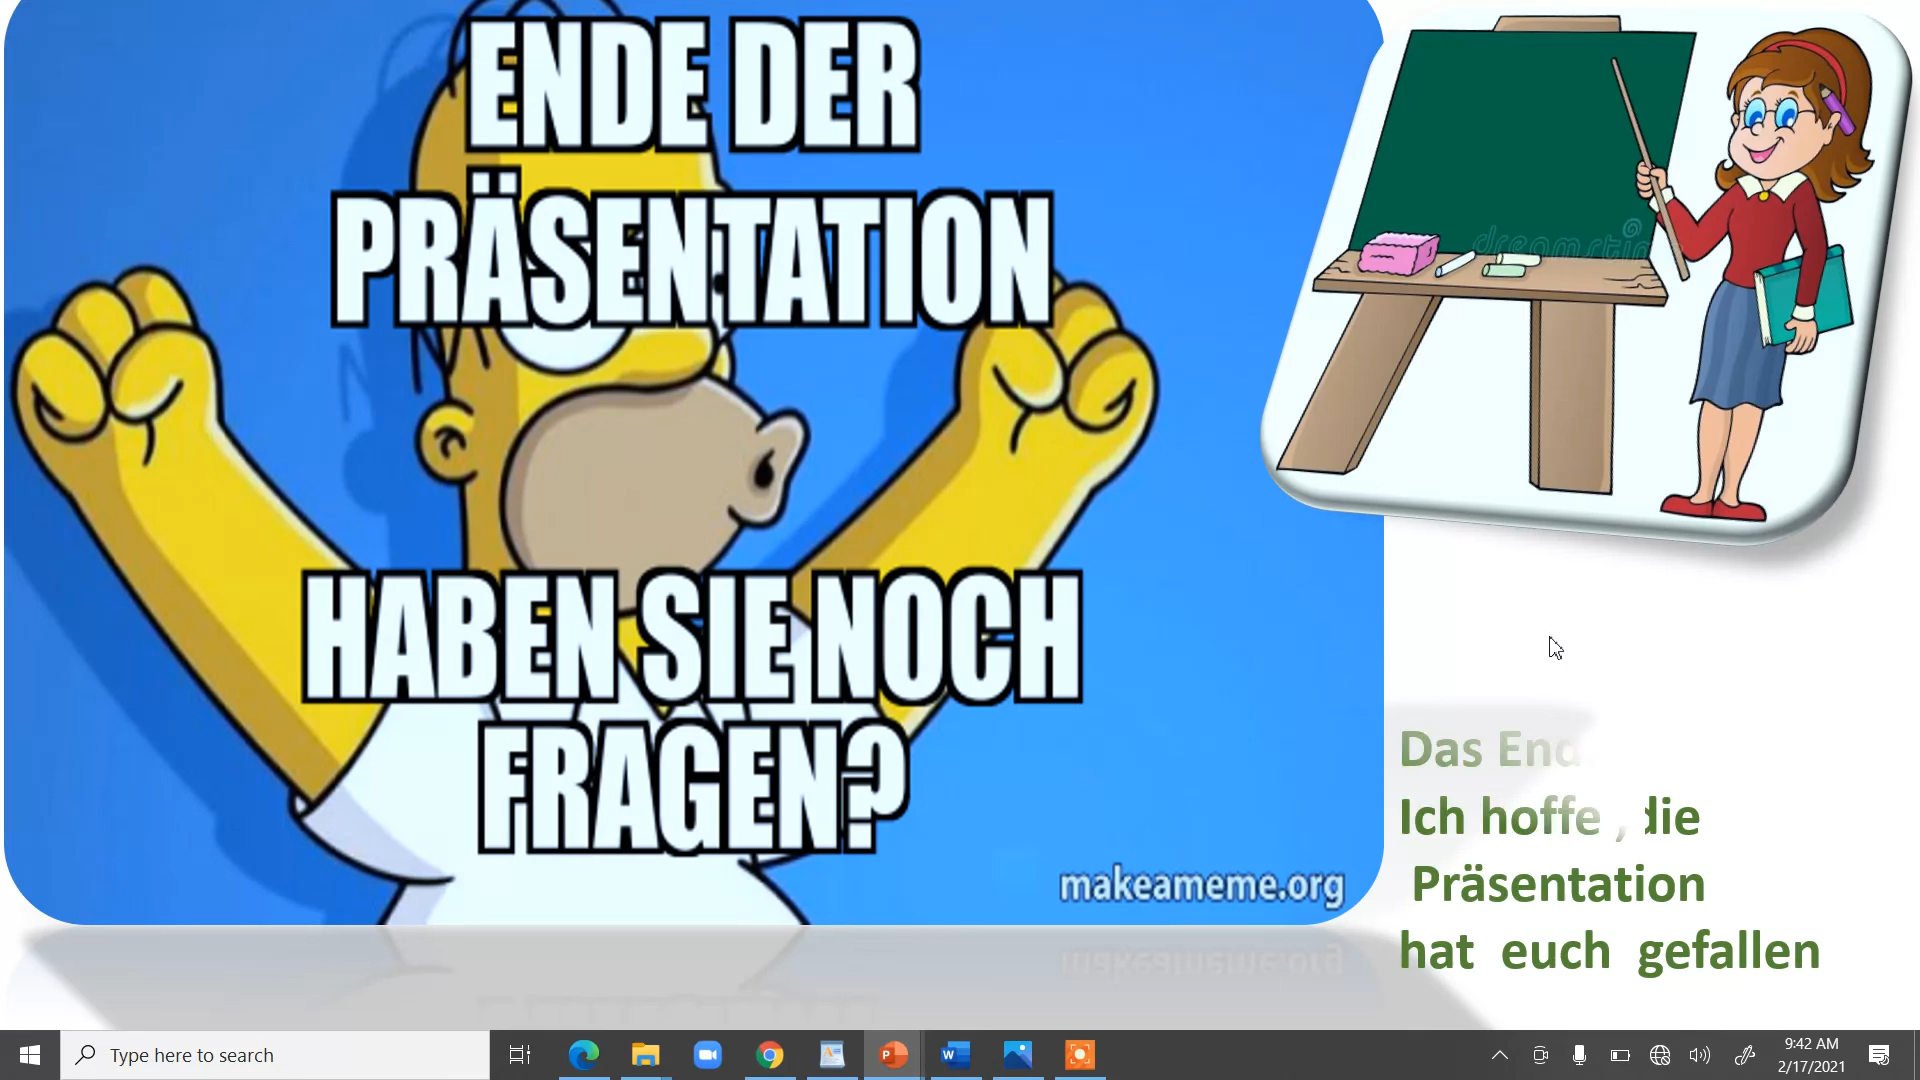 ENDE DER
PRÄSENTATION
HABEN SIE NOCH
FRAGEN?
makeameme.org
Das
Ich hoffe , die
Präsentation
hat euch gefallen
Type here to search
9:42 AM
2/17/2021